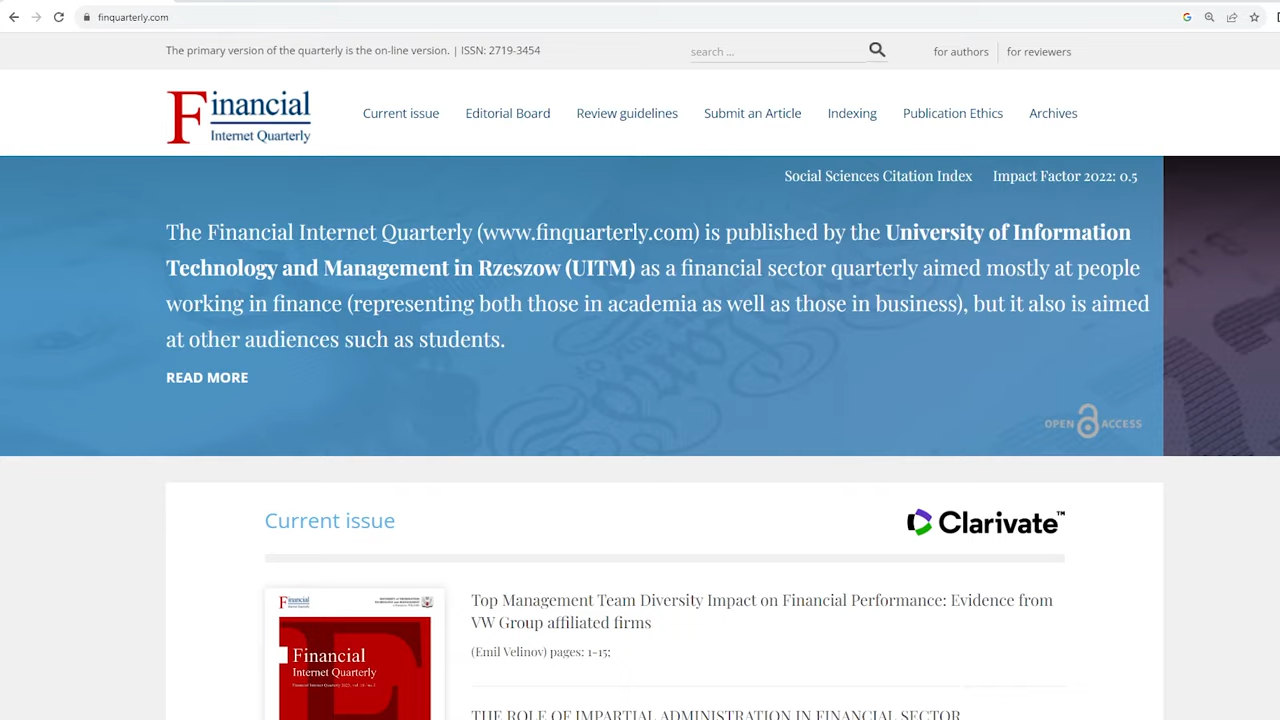 finquarterly.com
The primary version of the quarterly is the on-line version. | ISSN: 2719-3454
search ...
for authors
for reviewers
Financial
Internet Quarterly
Current issue
Editorial Board
Review guidelines
Submit an Article
Indexing
Publication Ethics
Archives
Social Sciences Citation Index
Impact Factor 2022: 0.5
The Financial Internet Quarterly (www.finquarterly.com) is published by the University of Information
Technology and Management in Rzeszow (UITM) as a financial sector quarterly aimed mostly at people
working in finance (representing both those in academia as well as those in business), but it also is aimed
at other audiences such as students.
READ MORE
OPEN ACCESS
Current issue
Clarivate™
Top Management Team Diversity Impact on Financial Performance: Evidence from
VW Group affiliated firms
(Emil Velinov) pages: 1-15;
Financial
Internet Quarterly
THE ROLE OF IMPARTIAL ADMINISTRATION IN FINANCIAL SECTOR